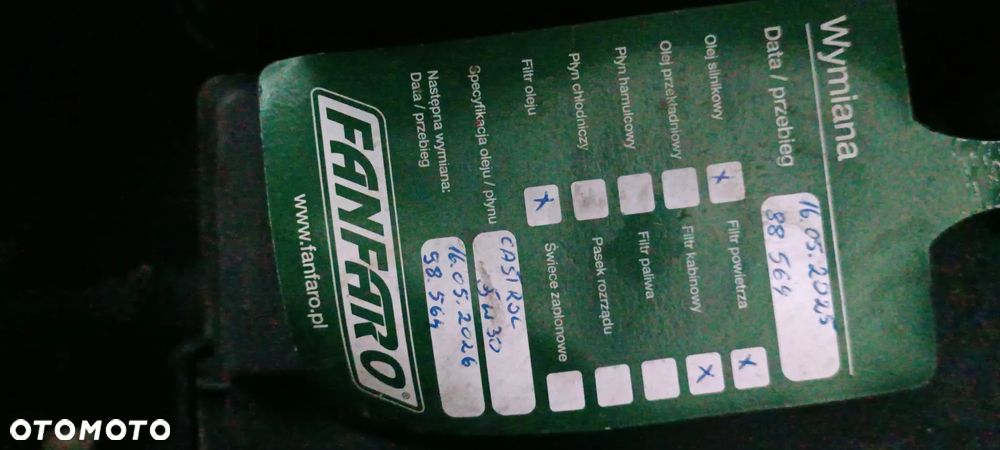 Wymiana
Data / przebieg
16.05.2025
88 564
Olej silnikowy x
Filtr powietrza x
Olej przekładniowy
Filtr kabinowy x
Płyn hamulcowy
Filtr paliwa
Płyn chłodniczy
Pasek rozrządu
Filtr oleju x
Świece zapłonowe
Specyfikacja oleju / płynu
CASTROL
5W30
Następna wymiana:
Data / przebieg
16.05.2026
98.564
FANFARO®
www.fanfaro.pl
OTOMOTO